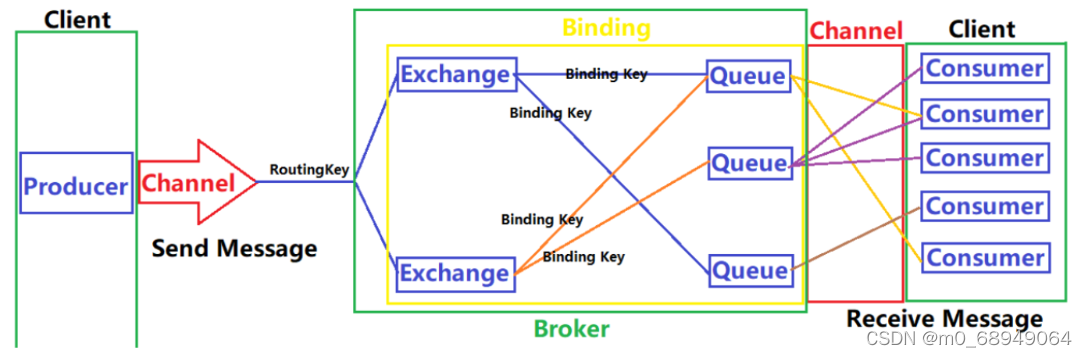 Client
Producer
Channel
Send Message
RoutingKey
Binding
Exchange
Binding Key
Binding Key
Queue
Queue
Binding Key
Binding Key
Exchange
Queue
Broker
Channel
Client
Consumer
Consumer
Consumer
Consumer
Consumer
Receive Message
CSDN @m0_68949064